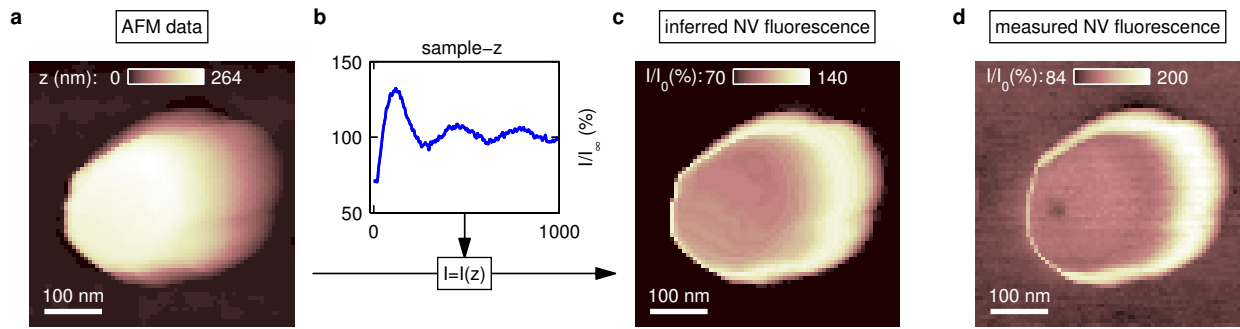 a
AFM data
z (nm): 0 264
100 nm
b
sample−z
150
100
50
0 1000
I/I∞ (%)
I=I(z)
c
inferred NV fluorescence
I/I0(%): 70 140
100 nm
d
measured NV fluorescence
I/I0(%): 84 200
100 nm